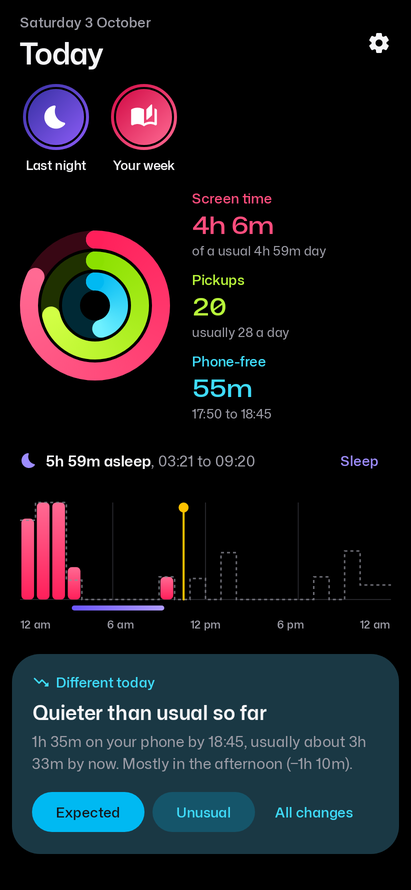 Saturday 3 October
Today
Last night
Your week
Screen time
4h 6m
of a usual 4h 59m day
Pickups
20
usually 28 a day
Phone-free
55m
17:50 to 18:45
5h 59m asleep, 03:21 to 09:20
Sleep
12 am
6 am
12 pm
6 pm
12 am
Different today
Quieter than usual so far
1h 35m on your phone by 18:45, usually about 3h
33m by now. Mostly in the afternoon (−1h 10m).
Expected
Unusual
All changes